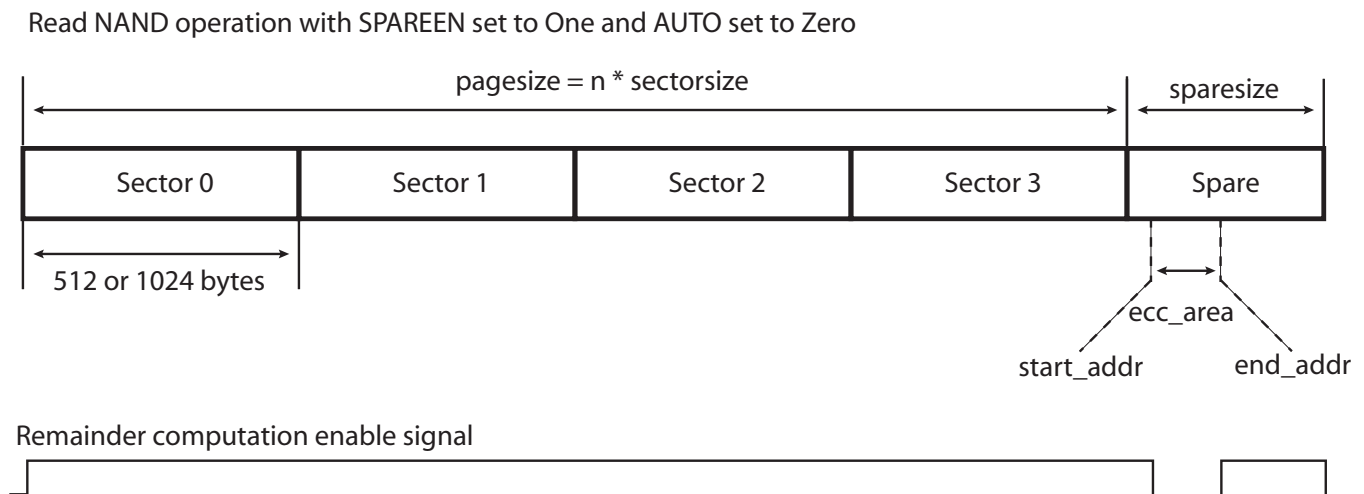 Read NAND operation with SPAREEN set to One and AUTO set to Zero
pagesize = n * sectorsize
sparesize
Sector 0
Sector 1
Sector 2
Sector 3
Spare
512 or 1024 bytes
ecc_area
start_addr
end_addr
Remainder computation enable signal